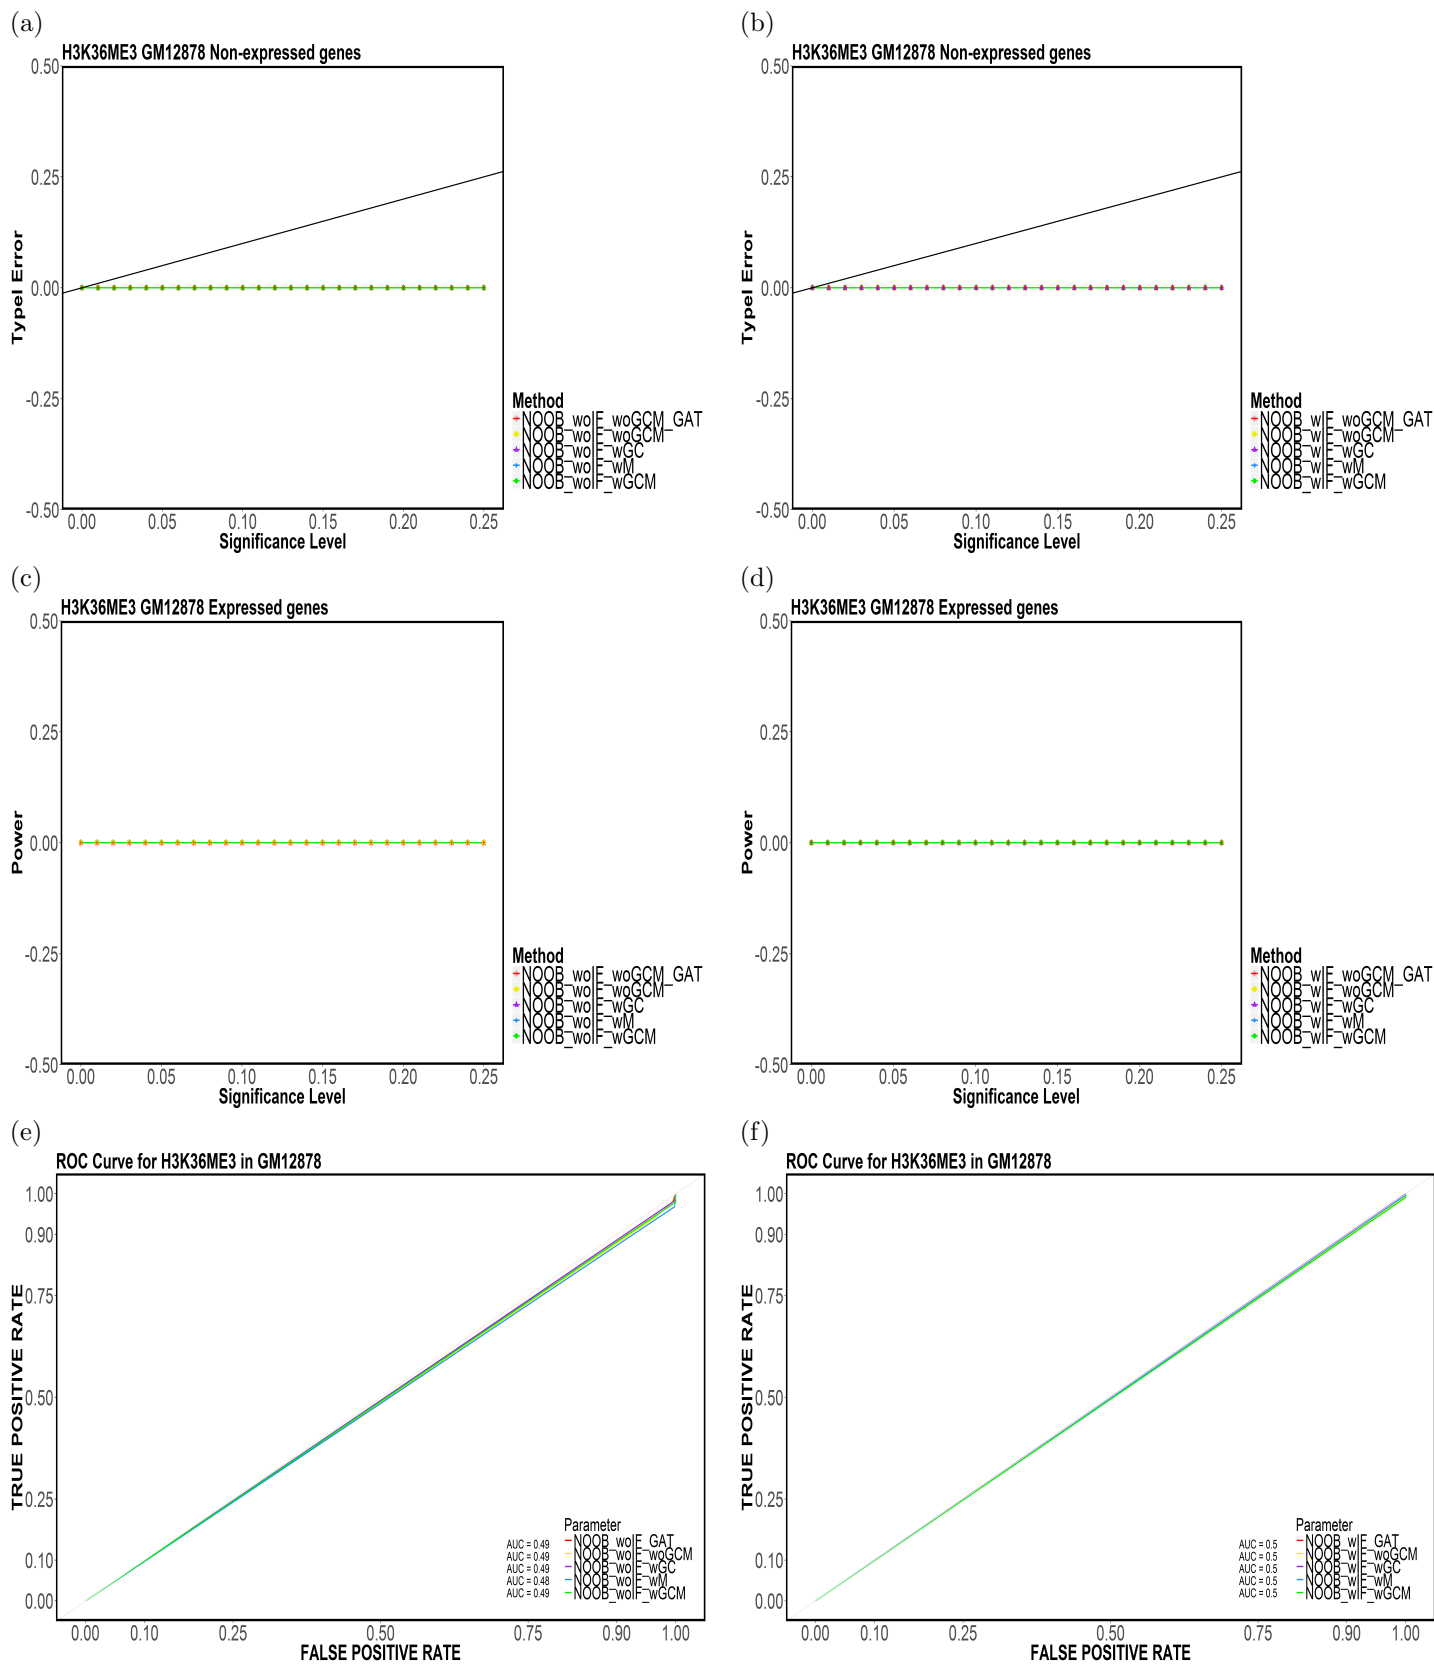 (a)
H3K36ME3 GM12878 Non-expressed genes
0.50
0.25
0.00
-0.25
-0.50
TypeI Error
0.00 0.05 0.10 0.15 0.20 0.25
Significance Level
Method
NOOB_woIF_woGCM_GAT
NOOB_woIF_woGCM
NOOB_woIF_wGC
NOOB_woIF_wM
NOOB_woIF_wGCM
(b)
H3K36ME3 GM12878 Non-expressed genes
0.50
0.25
0.00
-0.25
-0.50
TypeI Error
0.00 0.05 0.10 0.15 0.20 0.25
Significance Level
Method
NOOB_wIF_woGCM_GAT
NOOB_wIF_woGCM
NOOB_wIF_wGC
NOOB_wIF_wM
NOOB_wIF_wGCM
(c)
H3K36ME3 GM12878 Expressed genes
0.50
0.25
0.00
-0.25
-0.50
Power
0.00 0.05 0.10 0.15 0.20 0.25
Significance Level
Method
NOOB_woIF_woGCM_GAT
NOOB_woIF_woGCM
NOOB_woIF_wGC
NOOB_woIF_wM
NOOB_woIF_wGCM
(d)
H3K36ME3 GM12878 Expressed genes
0.50
0.25
0.00
-0.25
-0.50
Power
0.00 0.05 0.10 0.15 0.20 0.25
Significance Level
Method
NOOB_wIF_woGCM_GAT
NOOB_wIF_woGCM
NOOB_wIF_wGC
NOOB_wIF_wM
NOOB_wIF_wGCM
(e)
ROC Curve for H3K36ME3 in GM12878
1.00
0.90
0.75
0.50
0.25
0.10
0.00
TRUE POSITIVE RATE
Parameter
AUC = 0.49 NOOB_woIF_GAT
AUC = 0.49 NOOB_woIF_woGCM
AUC = 0.49 NOOB_woIF_wGC
AUC = 0.48 NOOB_woIF_wM
AUC = 0.49 NOOB_woIF_wGCM
0.00 0.10 0.25 0.50 0.75 0.90 1.00
FALSE POSITIVE RATE
(f)
ROC Curve for H3K36ME3 in GM12878
1.00
0.90
0.75
0.50
0.25
0.10
0.00
TRUE POSITIVE RATE
Parameter
AUC = 0.5 NOOB_wIF_GAT
AUC = 0.5 NOOB_wIF_woGCM
AUC = 0.5 NOOB_wIF_wGC
AUC = 0.5 NOOB_wIF_wM
AUC = 0.5 NOOB_wIF_wGCM
0.00 0.10 0.25 0.50 0.75 0.90 1.00
FALSE POSITIVE RATE